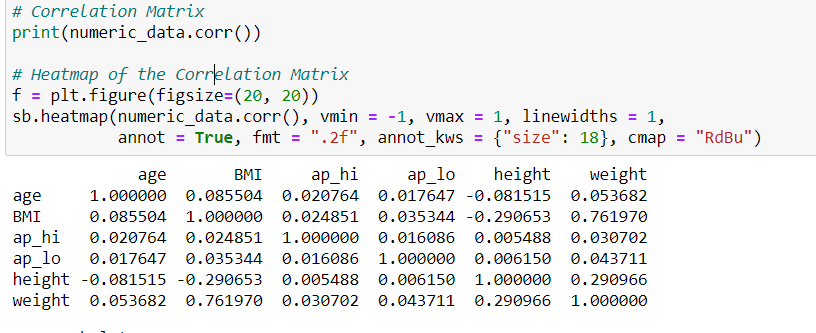 # Correlation Matrix
print(numeric_data.corr())
# Heatmap of the Correlation Matrix
f = plt.figure(figsize=(20, 20))
sb.heatmap(numeric_data.corr(), vmin = -1, vmax = 1, linewidths = 1,
annot = True, fmt = ".2f", annot_kws = {"size": 18}, cmap = "RdBu")
age BMI ap_hi ap_lo height weight
age 1.000000 0.085504 0.020764 0.017647 -0.081515 0.053682
BMI 0.085504 1.000000 0.024851 0.035344 -0.290653 0.761970
ap_hi 0.020764 0.024851 1.000000 0.016086 0.005488 0.030702
ap_lo 0.017647 0.035344 0.016086 1.000000 0.006150 0.043711
height -0.081515 -0.290653 0.005488 0.006150 1.000000 0.290966
weight 0.053682 0.761970 0.030702 0.043711 0.290966 1.000000